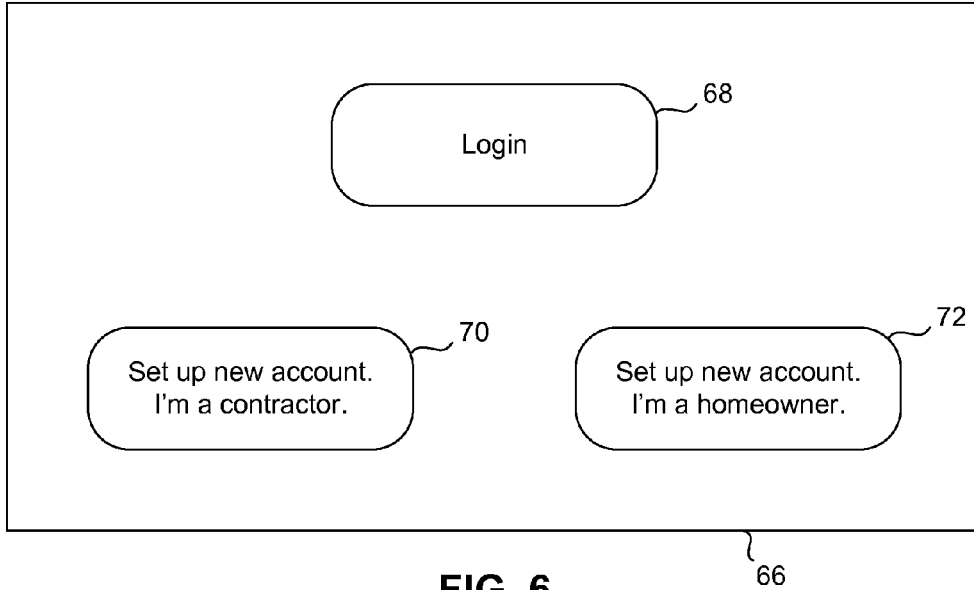 68
Login
70
72
Set up new account.
I'm a contractor.
Set up new account.
I'm a homeowner.
66
FIG. 6